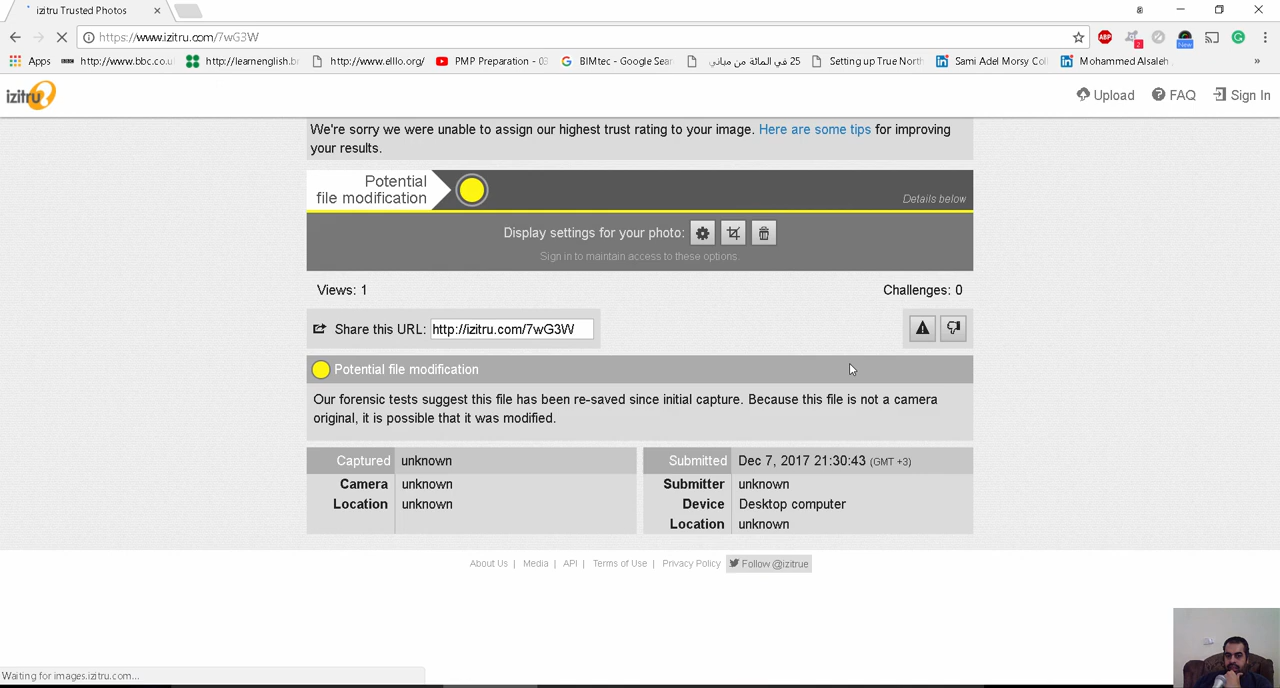 izitru Trusted Photos
https://www.izitru.com/7wG3W
Apps http://www.bbc.co.u http://learnenglish.b http://www.elllo.org/ PMP Preparation - 03 BIMtec - Google Sear 25 في المائة من مباني Setting up True North Sami Adel Morsy Col Mohammed Alsaleh »
izitru Upload FAQ Sign In
We're sorry we were unable to assign our highest trust rating to your image. Here are some tips for improving
your results.
Potential
file modification
Details below
Display settings for your photo:
Sign in to maintain access to these options.
Views: 1 Challenges: 0
Share this URL: http://izitru.com/7wG3W
Potential file modification
Our forensic tests suggest this file has been re-saved since initial capture. Because this file is not a camera
original, it is possible that it was modified.
Captured unknown Submitted Dec 7, 2017 21:30:43 (GMT +3)
Camera unknown Submitter unknown
Location unknown Device Desktop computer
Location unknown
About Us | Media | API | Terms of Use | Privacy Policy Follow @izitrue
Waiting for images.izitru.com...